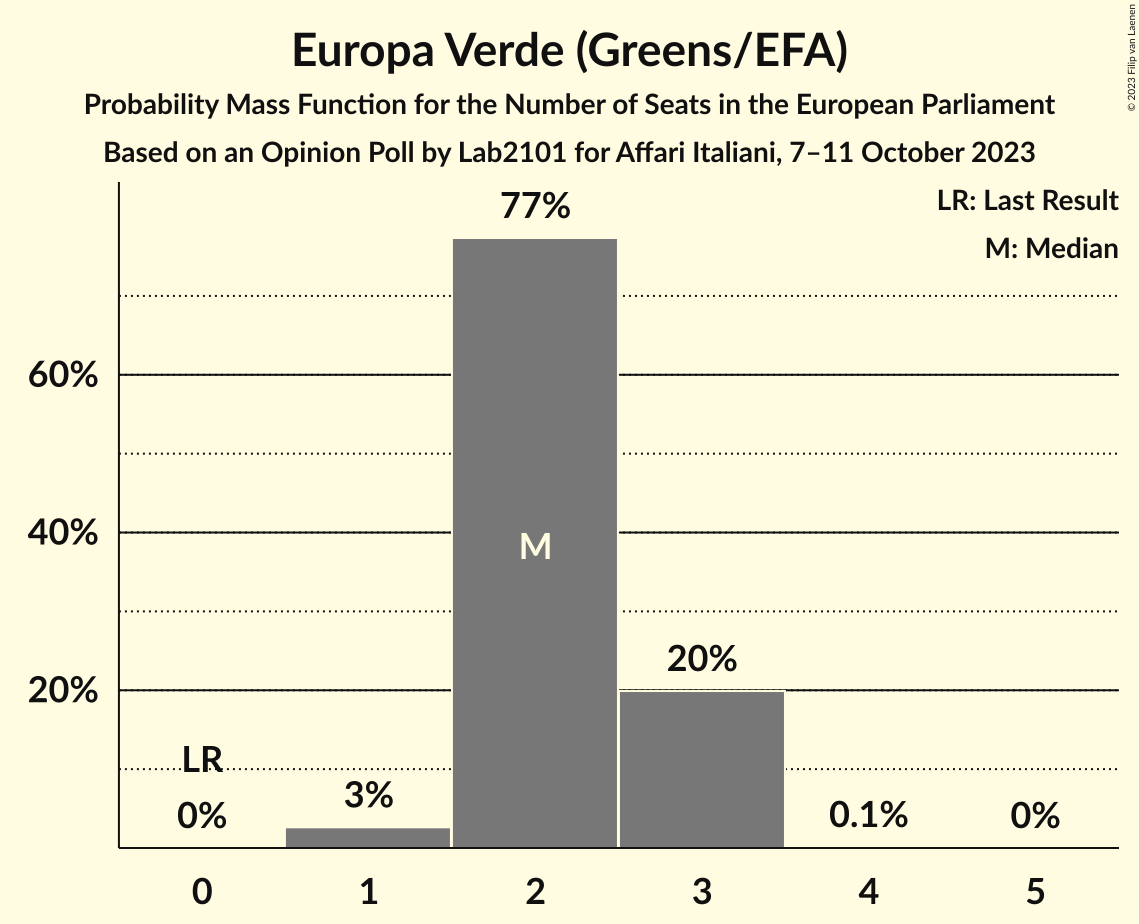 Europa Verde (Greens/EFA)
Probability Mass Function for the Number of Seats in the European Parliament
Based on an Opinion Poll by Lab2101 for Affari Italiani, 7–11 October 2023
© 2023 Filip van Laenen
LR: Last Result
M: Median
77%
60%
40%
M
20%
20%
LR
0%
3%
0.1%
0%
0 1 2 3 4 5